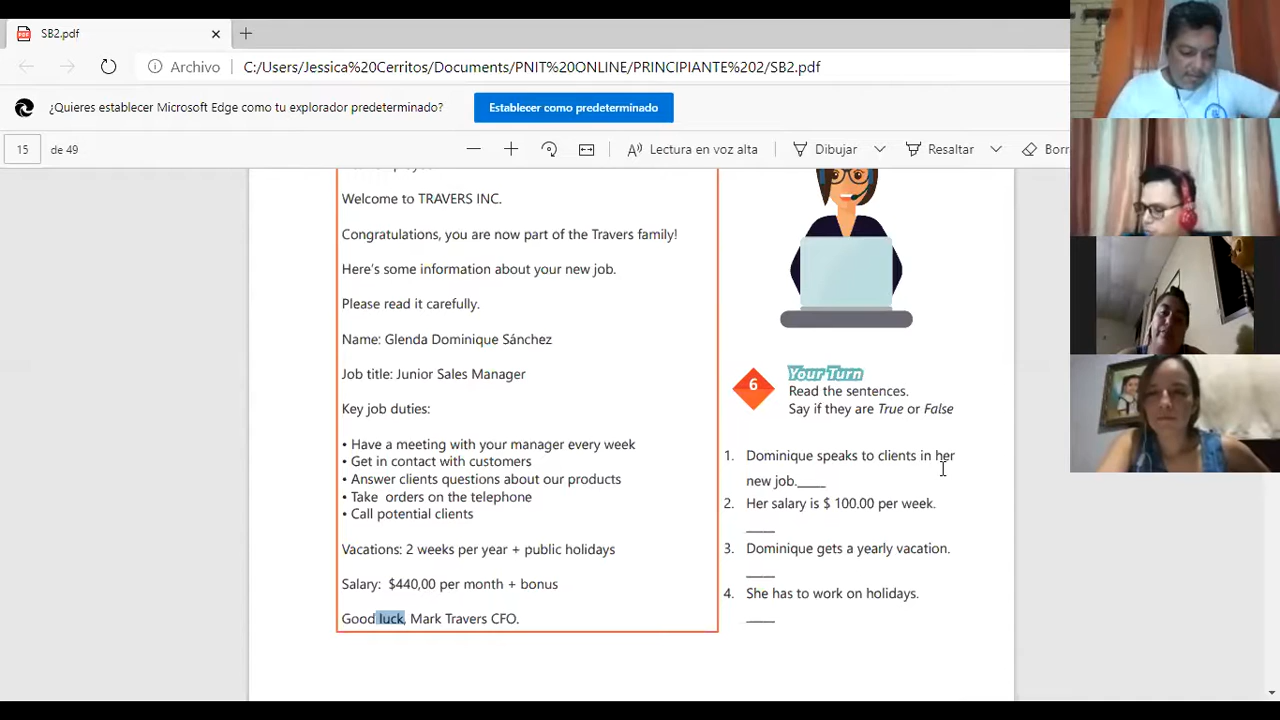 SB2.pdf
Archivo
C:/Users/Jessica%20Cerritos/Documents/PNIT%20ONLINE/PRINCIPIANTE%202/SB2.pdf
¿Quieres establecer Microsoft Edge como tu explorador predeterminado?
Establecer como predeterminado
15 de 49
Lectura en voz alta
Dibujar
Resaltar
Borr
Welcome to TRAVERS INC.
Congratulations, you are now part of the Travers family!
Here's some information about your new job.
Please read it carefully.
Name: Glenda Dominique Sánchez
Job title: Junior Sales Manager
Key job duties:
• Have a meeting with your manager every week
• Get in contact with customers
• Answer clients questions about our products
• Take orders on the telephone
• Call potential clients
Vacations: 2 weeks per year + public holidays
Salary: $440,00 per month + bonus
Good luck, Mark Travers CFO.
6
Your Turn
Read the sentences.
Say if they are True or False
1. Dominique speaks to clients in her
new job.____
2. Her salary is $ 100.00 per week.
____
3. Dominique gets a yearly vacation.
____
4. She has to work on holidays.
____